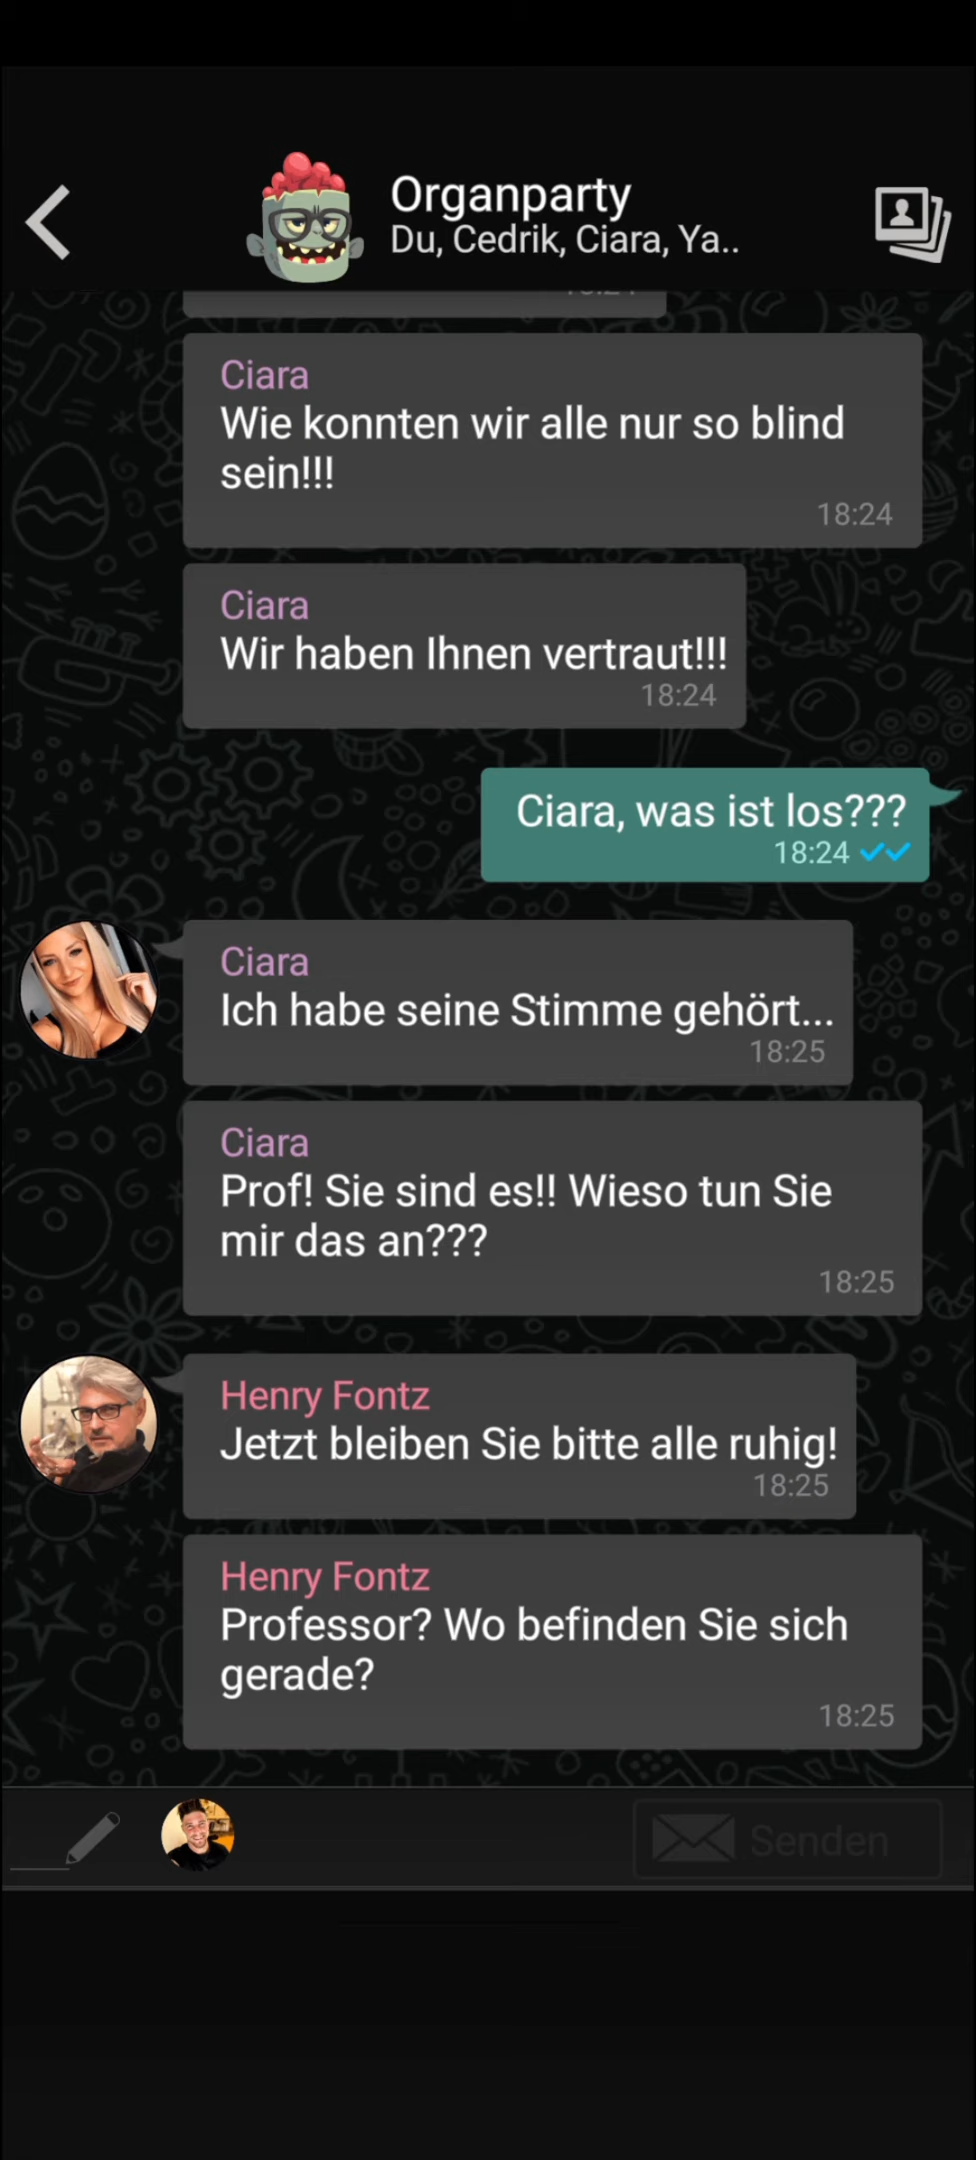 Organparty
Du, Cedrik, Ciara, Ya..
Ciara
Wie konnten wir alle nur so blind
sein!!!
18:24
Ciara
Wir haben Ihnen vertraut!!!
18:24
Ciara, was ist los???
18:24
Ciara
Ich habe seine Stimme gehört...
18:25
Ciara
Prof! Sie sind es!! Wieso tun Sie
mir das an???
18:25
Henry Fontz
Jetzt bleiben Sie bitte alle ruhig!
18:25
Henry Fontz
Professor? Wo befinden Sie sich
gerade?
18:25
Senden